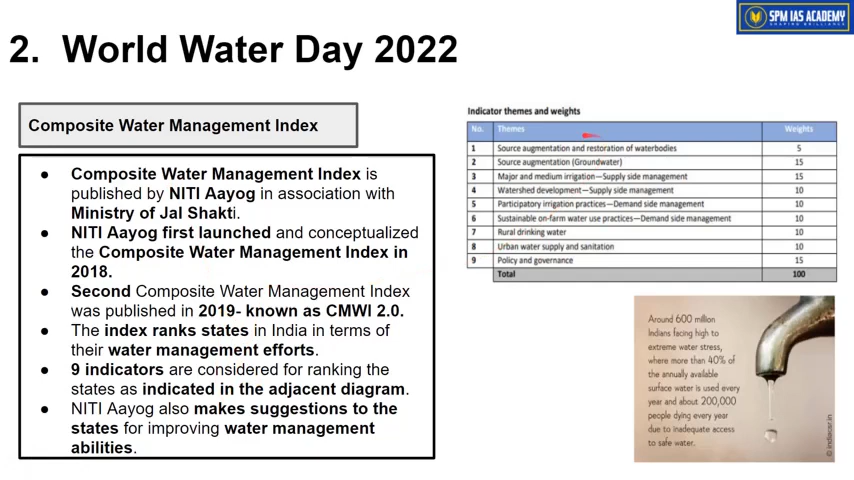 SPM IAS ACADEMY
SHAPING BRILLIANCE
2. World Water Day 2022
Composite Water Management Index
● Composite Water Management Index is
published by NITI Aayog in association with
Ministry of Jal Shakti.
● NITI Aayog first launched and conceptualized
the Composite Water Management Index in
2018.
● Second Composite Water Management Index
was published in 2019- known as CMWI 2.0.
● The index ranks states in India in terms of
their water management efforts.
● 9 indicators are considered for ranking the
states as indicated in the adjacent diagram.
● NITI Aayog also makes suggestions to the
states for improving water management
abilities.
Indicator themes and weights
No. Themes Weights
1 Source augmentation and restoration of waterbodies 5
2 Source augmentation (Groundwater) 15
3 Major and medium irrigation—Supply side management 15
4 Watershed development—Supply side management 10
5 Participatory irrigation practices—Demand side management 10
6 Sustainable on-farm water use practices—Demand side management 10
7 Rural drinking water 10
8 Urban water supply and sanitation 10
9 Policy and governance 15
Total 100
Around 600 million
Indians facing high to
extreme water stress,
where more than 40% of
the annually available
surface water is used every
year and about 200,000
people dying every year
due to inadequate access
to safe water.
© indiacsr.in